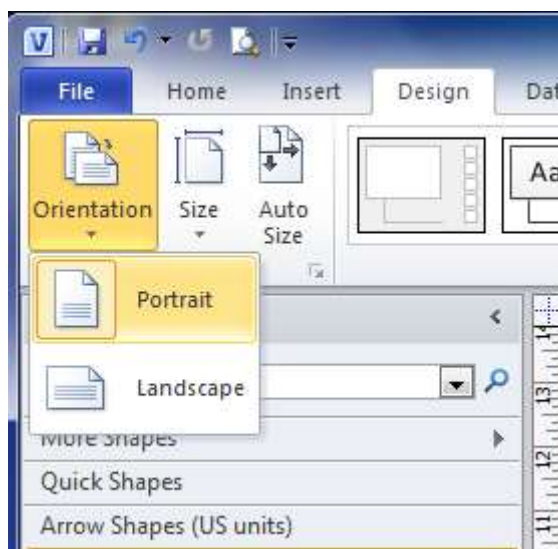 V
File Home Insert Design Dat
Orientation Size Auto Size
Aa
Portrait
Landscape
More Shapes
Quick Shapes
Arrow Shapes (US units)
14
13
12
11